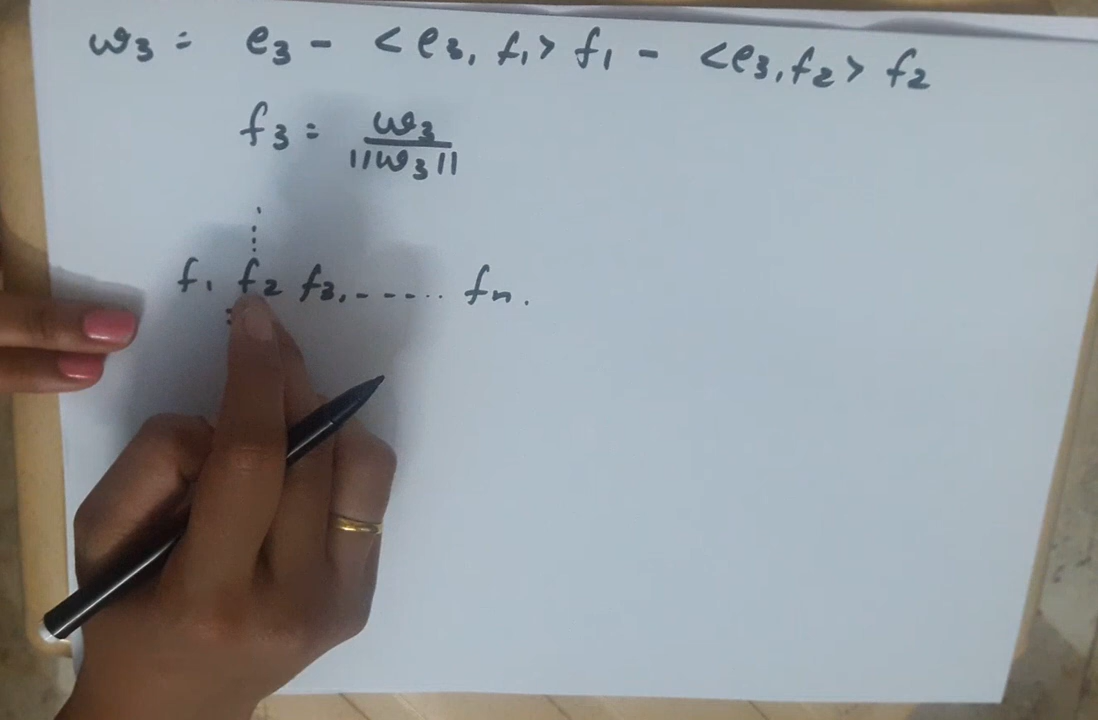 w3 = e3 - <e3, f1> f1 - <e3, f2> f2
f3 = w3 / ||w3||
⋮
f1 f2 f3, ------ fn.